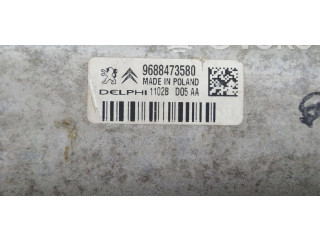 9688473580
MADE IN POLAND
DELPHI 11028 D05 AA